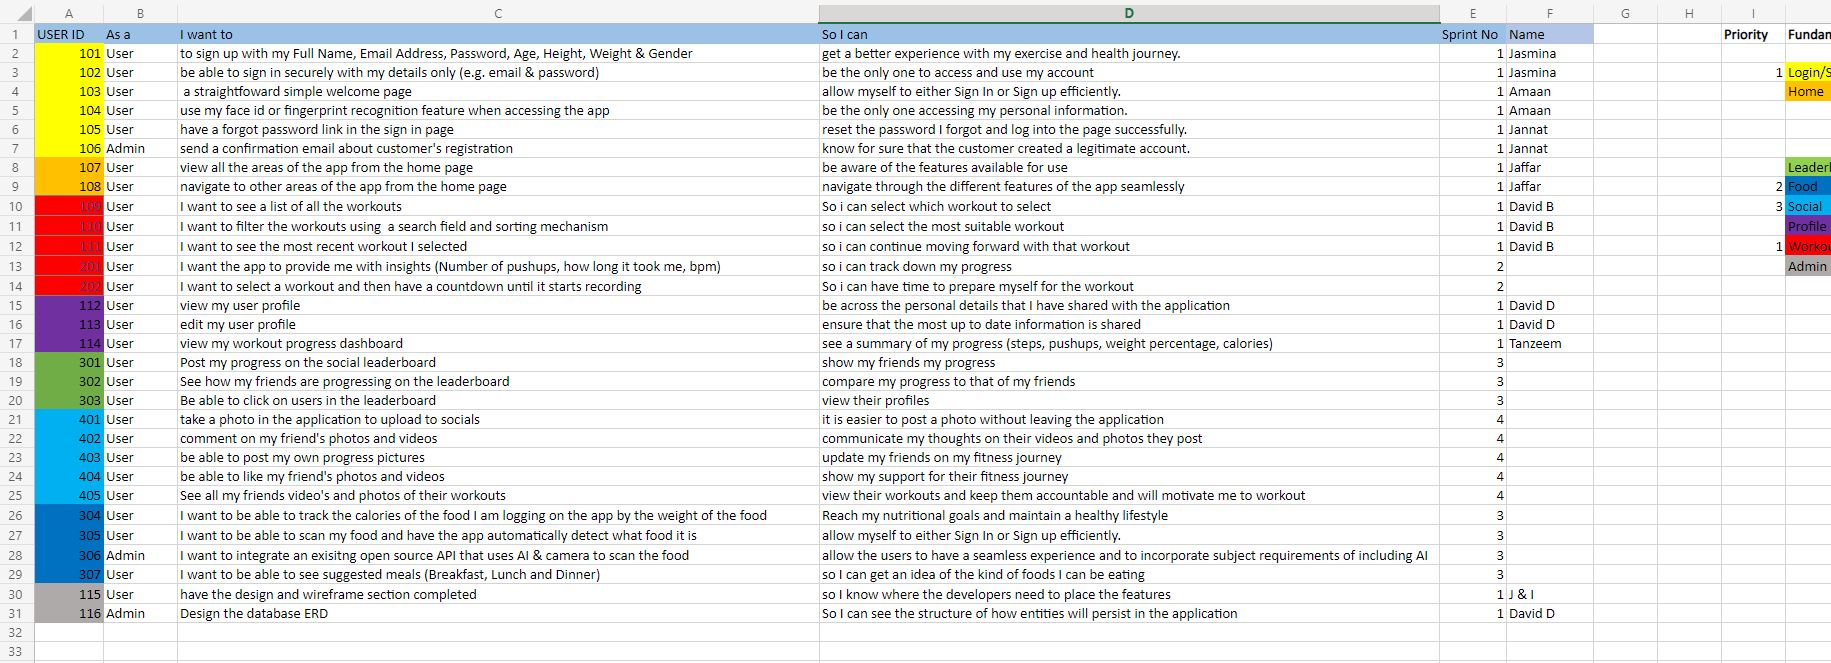 A B C D E F G H I
1 USER ID As a I want to So I can Sprint No Name Priority Fundan
2 101 User to sign up with my Full Name, Email Address, Password, Age, Height, Weight & Gender get a better experience with my exercise and health journey. 1 Jasmina
3 102 User be able to sign in securely with my details only (e.g. email & password) be the only one to access and use my account 1 Jasmina 1 Login/S
4 103 User a straightfoward simple welcome page allow myself to either Sign In or Sign up efficiently. 1 Amaan Home
5 104 User use my face id or fingerprint recognition feature when accessing the app be the only one accessing my personal information. 1 Amaan
6 105 User have a forgot password link in the sign in page reset the password I forgot and log into the page successfully. 1 Jannat
7 106 Admin send a confirmation email about customer's registration know for sure that the customer created a legitimate account. 1 Jannat
8 107 User view all the areas of the app from the home page be aware of the features available for use 1 Jaffar Leaderl
9 108 User navigate to other areas of the app from the home page navigate through the different features of the app seamlessly 1 Jaffar 2 Food
10 109 User I want to see a list of all the workouts So i can select which workout to select 1 David B 3 Social
11 110 User I want to filter the workouts using a search field and sorting mechanism so i can select the most suitable workout 1 David B Profile
12 111 User I want to see the most recent workout I selected so i can continue moving forward with that workout 1 David B 1 Workou
13 201 User I want the app to provide me with insights (Number of pushups, how long it took me, bpm) so i can track down my progress 2 Admin
14 202 User I want to select a workout and then have a countdown until it starts recording So i can have time to prepare myself for the workout 2
15 112 User view my user profile be across the personal details that I have shared with the application 1 David D
16 113 User edit my user profile ensure that the most up to date information is shared 1 David D
17 114 User view my workout progress dashboard see a summary of my progress (steps, pushups, weight percentage, calories) 1 Tanzeem
18 301 User Post my progress on the social leaderboard show my friends my progress 3
19 302 User See how my friends are progressing on the leaderboard compare my progress to that of my friends 3
20 303 User Be able to click on users in the leaderboard view their profiles 3
21 401 User take a photo in the application to upload to socials it is easier to post a photo without leaving the application 4
22 402 User comment on my friend's photos and videos communicate my thoughts on their videos and photos they post 4
23 403 User be able to post my own progress pictures update my friends on my fitness journey 4
24 404 User be able to like my friend's photos and videos show my support for their fitness journey 4
25 405 User See all my friends video's and photos of their workouts view their workouts and keep them accountable and will motivate me to workout 4
26 304 User I want to be able to track the calories of the food I am logging on the app by the weight of the food Reach my nutritional goals and maintain a healthy lifestyle 3
27 305 User I want to be able to scan my food and have the app automatically detect what food it is allow myself to either Sign In or Sign up efficiently. 3
28 306 Admin I want to integrate an exisitng open source API that uses AI & camera to scan the food allow the users to have a seamless experience and to incorporate subject requirements of including AI 3
29 307 User I want to be able to see suggested meals (Breakfast, Lunch and Dinner) so I can get an idea of the kind of foods I can be eating 3
30 115 User have the design and wireframe section completed so I know where the developers need to place the features 1 J & I
31 116 Admin Design the database ERD So I can see the structure of how entities will persist in the application 1 David D
32
33